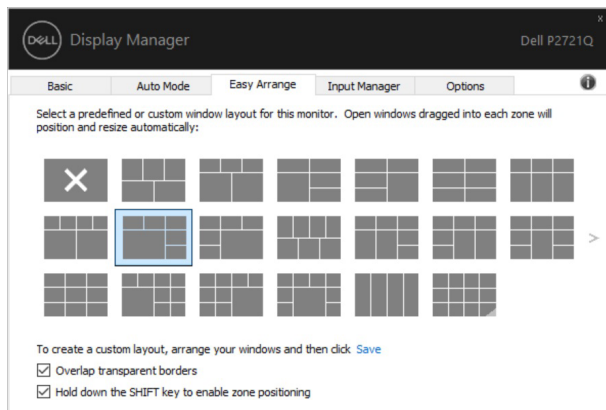 x
DELL Display Manager Dell P2721Q
Basic Auto Mode Easy Arrange Input Manager Options i
Select a predefined or custom window layout for this monitor. Open windows dragged into each zone will
position and resize automatically:
>
To create a custom layout, arrange your windows and then click Save
Overlap transparent borders
Hold down the SHIFT key to enable zone positioning